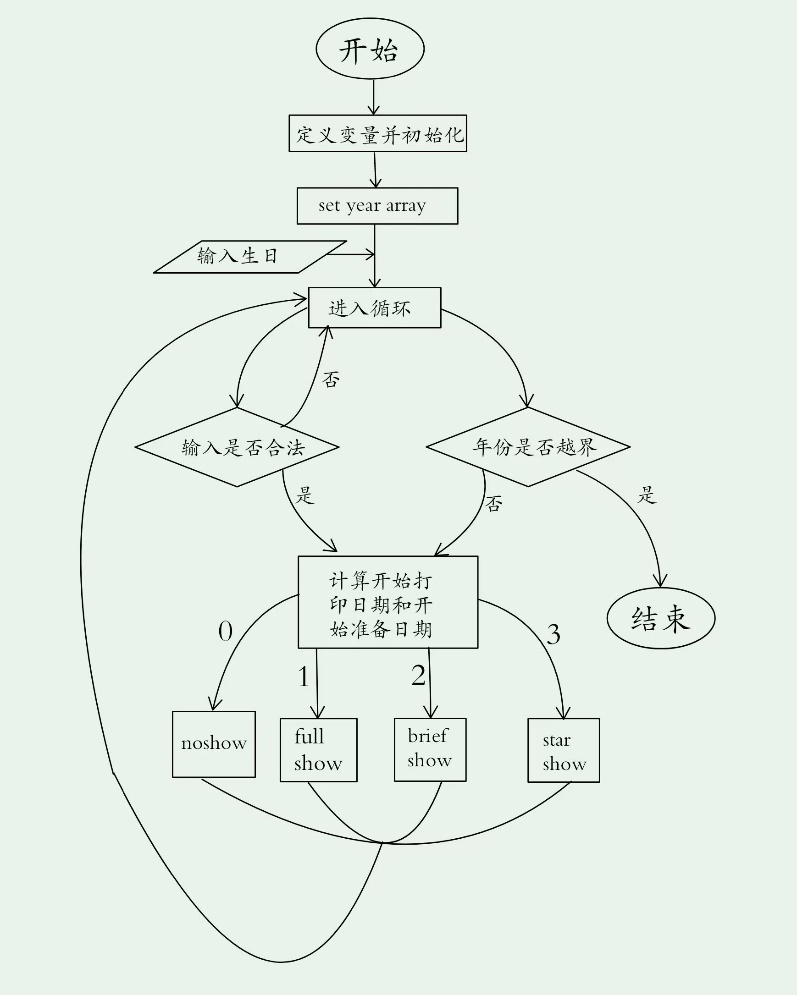 开始
定义变量并初始化
set year array
输入生日
进入循环
否
输入是否合法
年份是否越界
是
否
是
计算开始打
印日期和开
始准备日期
结束
0
1
2
3
noshow
full
show
brief
show
star
show